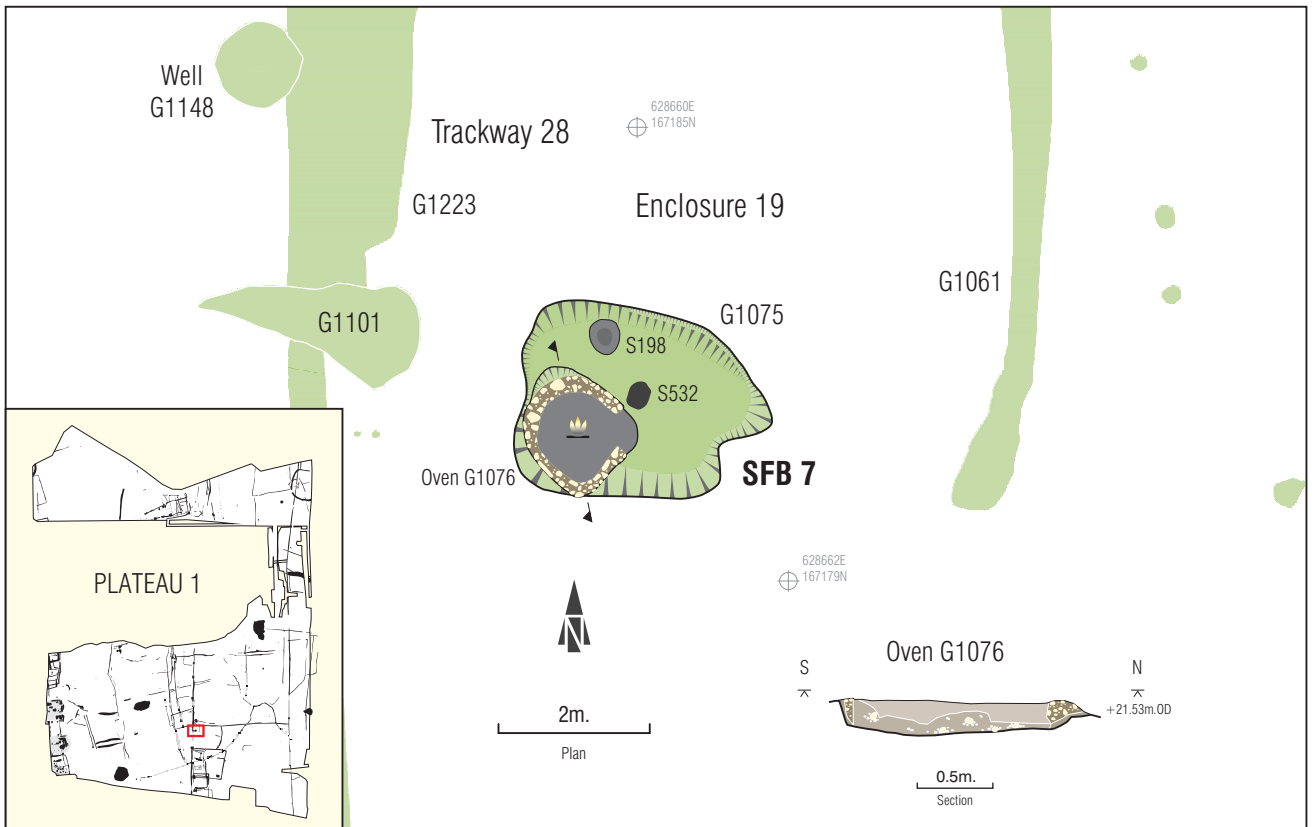 Well
G1148
Trackway 28
628660E
167185N
G1223
Enclosure 19
G1061
G1101
G1075
S198
S532
Oven G1076
SFB 7
PLATEAU 1
628662E
167179N
N
2m.
Plan
Oven G1076
S
N
+21.53m.OD
0.5m.
Section